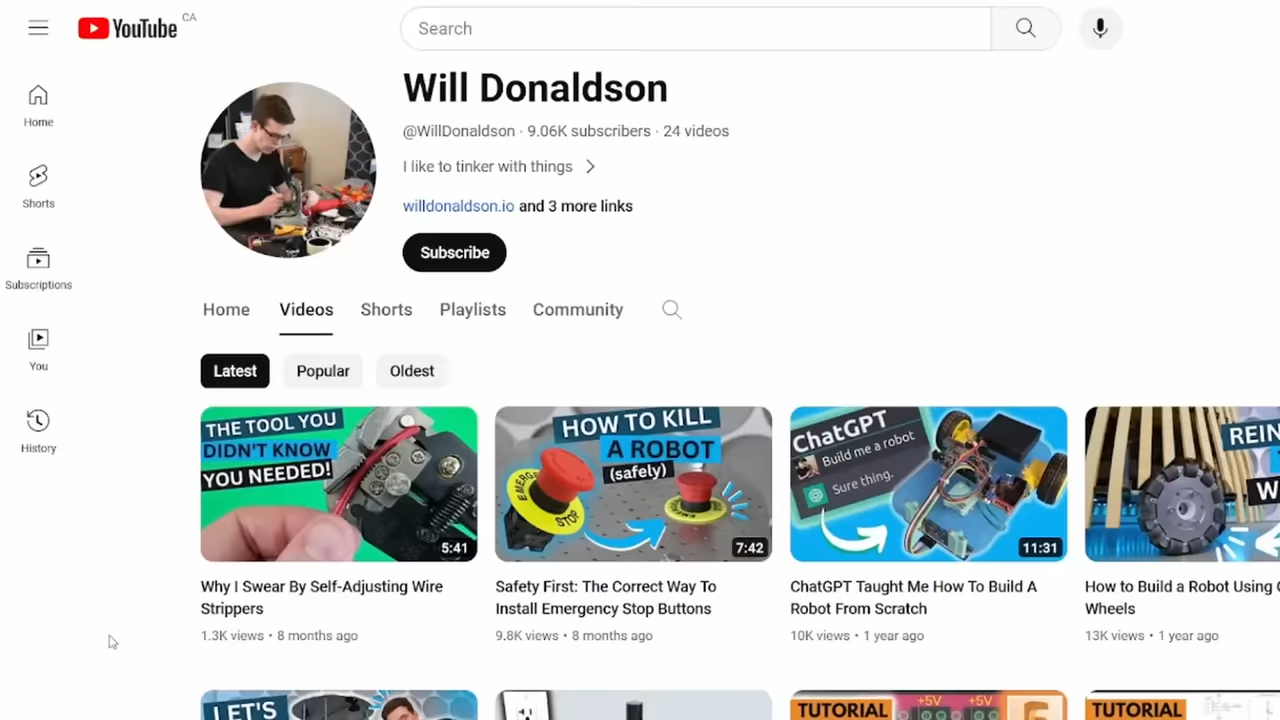 YouTube CA
Search
Home
Shorts
Subscriptions
You
History
Will Donaldson
@WillDonaldson · 9.06K subscribers · 24 videos
I like to tinker with things
willdonaldson.io and 3 more links
Subscribe
Home Videos Shorts Playlists Community
Latest Popular Oldest
THE TOOL YOU
DIDN'T KNOW
YOU NEEDED!
5:41
Why I Swear By Self-Adjusting Wire
Strippers
1.3K views • 8 months ago
HOW TO KILL
A ROBOT
(safely)
STOP
7:42
Safety First: The Correct Way To
Install Emergency Stop Buttons
9.8K views • 8 months ago
ChatGPT
Build me a robot
Sure thing.
11:31
ChatGPT Taught Me How To Build A
Robot From Scratch
10K views • 1 year ago
How to Build a Robot Using
Wheels
13K views • 1 year ago
LET'S
TUTORIAL
+5V +5V
TUTORIAL